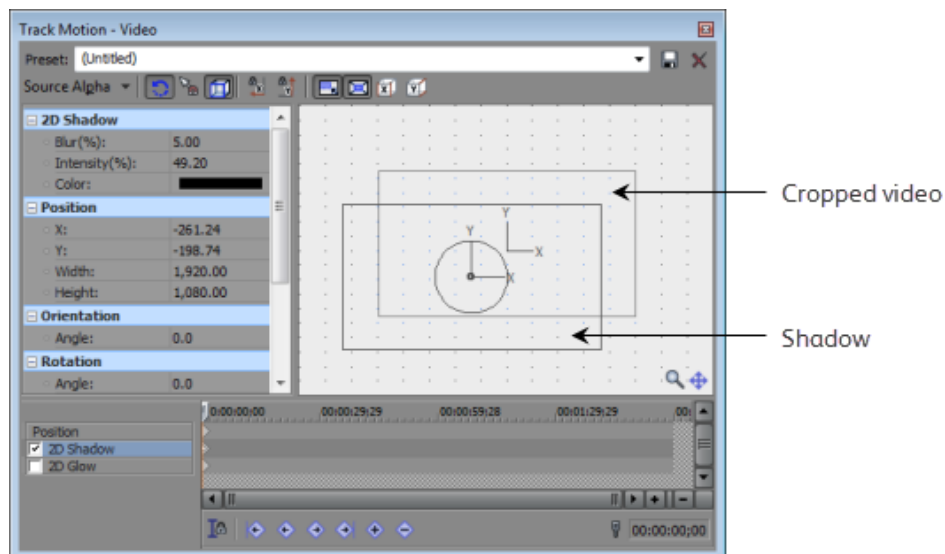 Track Motion - Video
Preset: (Untitled)
Source Alpha
2D Shadow
Blur(%): 5.00
Intensity(%): 49.20
Color:
Position
X: -261.24
Y: -198.74
Width: 1,920.00
Height: 1,080.00
Orientation
Angle: 0.0
Rotation
Angle: 0.0
Y
X
Y
X
Cropped video
Shadow
0:00:00:00 00:00:29;29 00:00:59;28 00:01:29;29 00:
Position
2D Shadow
2D Glow
00:00:00;00